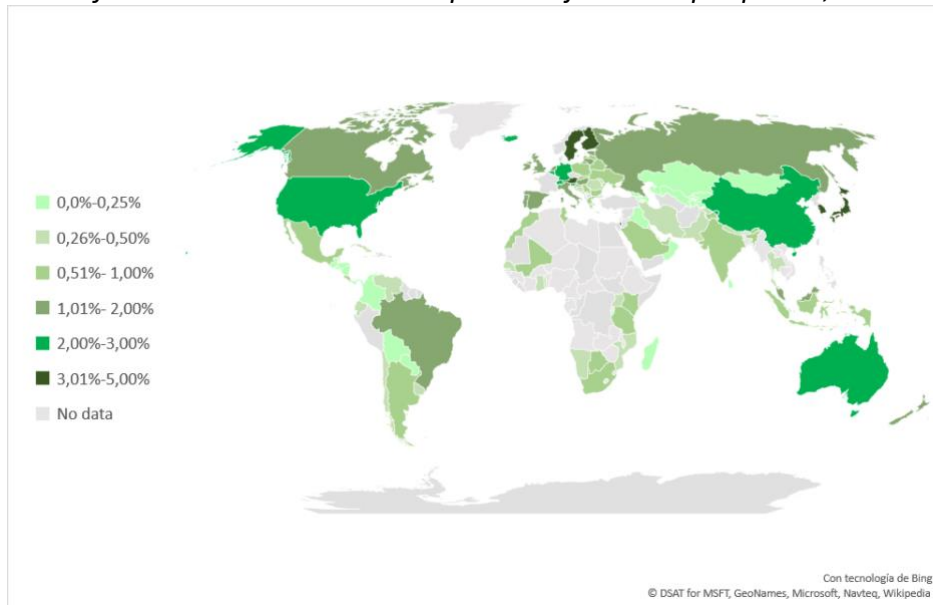 0,0%-0,25%
0,26%-0,50%
0,51%- 1,00%
1,01%- 2,00%
2,00%-3,00%
3,01%-5,00%
No data
Con tecnología de Bing
© DSAT for MSFT, GeoNames, Microsoft, Navteq, Wikipedia